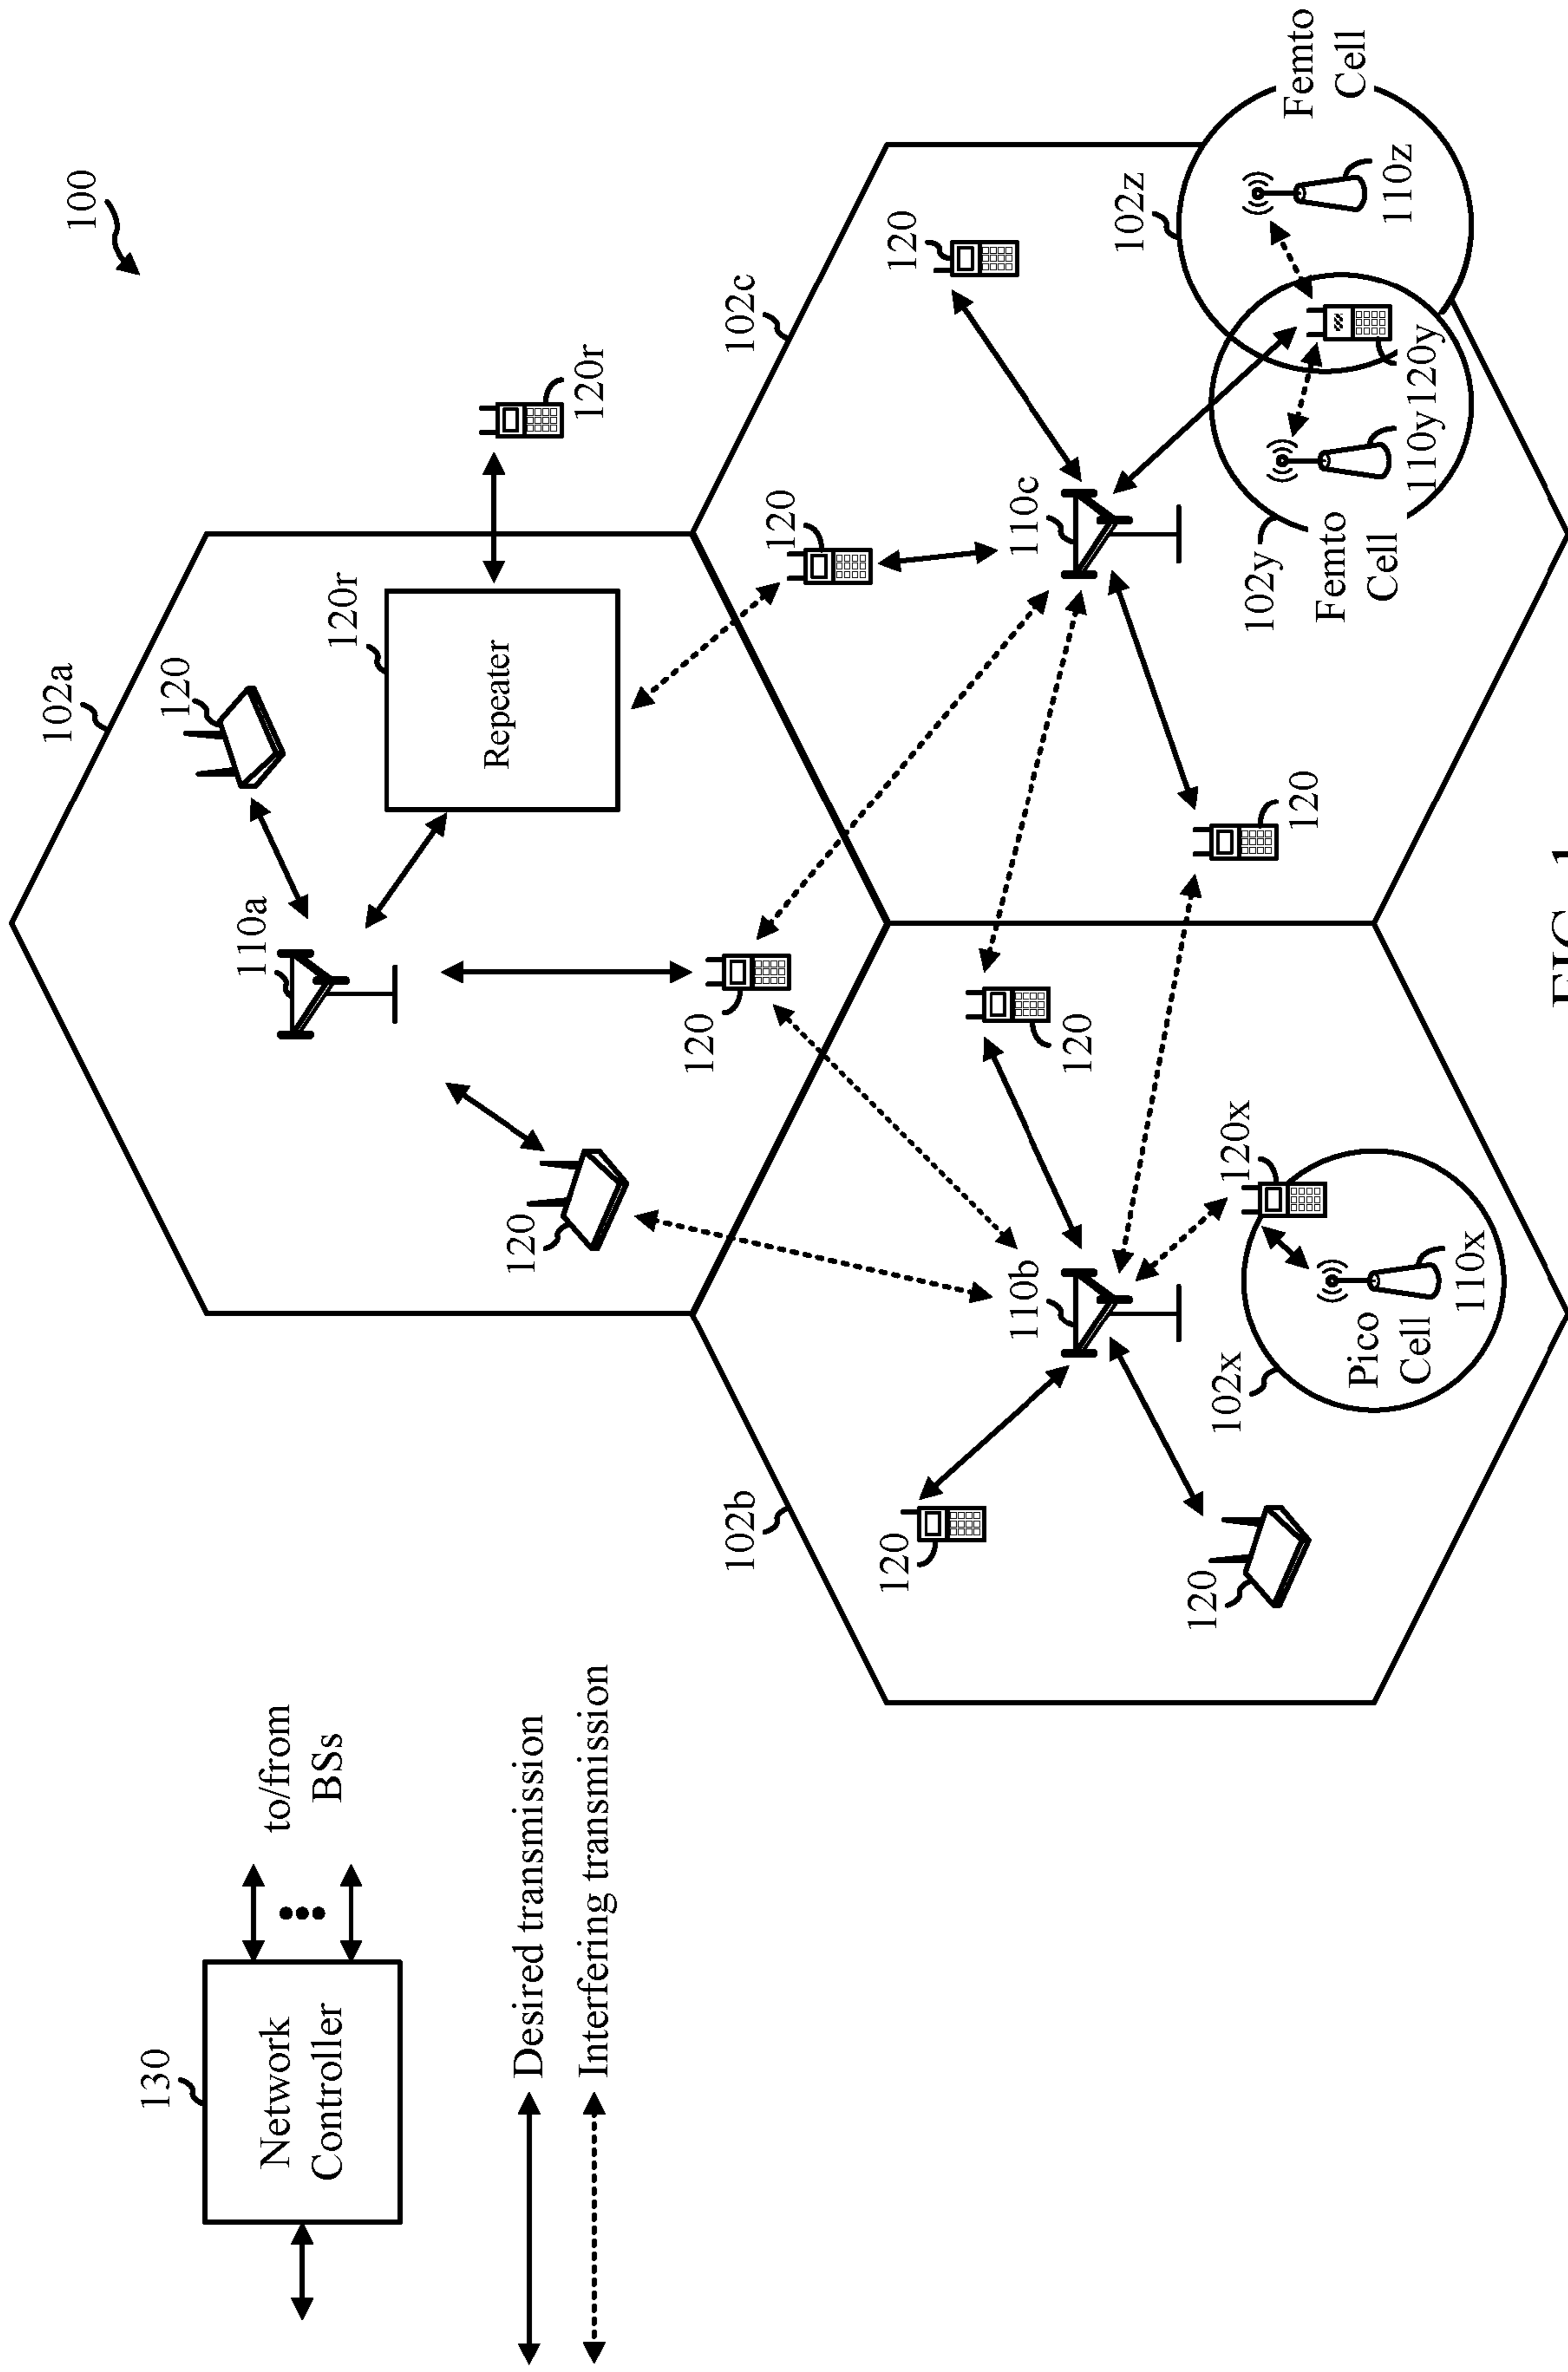 100
130
Network
Controller
to/from
BSs
Desired transmission
Interfering transmission
102a
120
110a
120r
Repeater
120r
120
120
102b
102c
120
120
120
110b
110c
120
120
120
120x
102x
Pico
Cell
110x
120
102z
102y
Femto
Cell
110y
120y
110z
Femto
Cell
FIG. 1